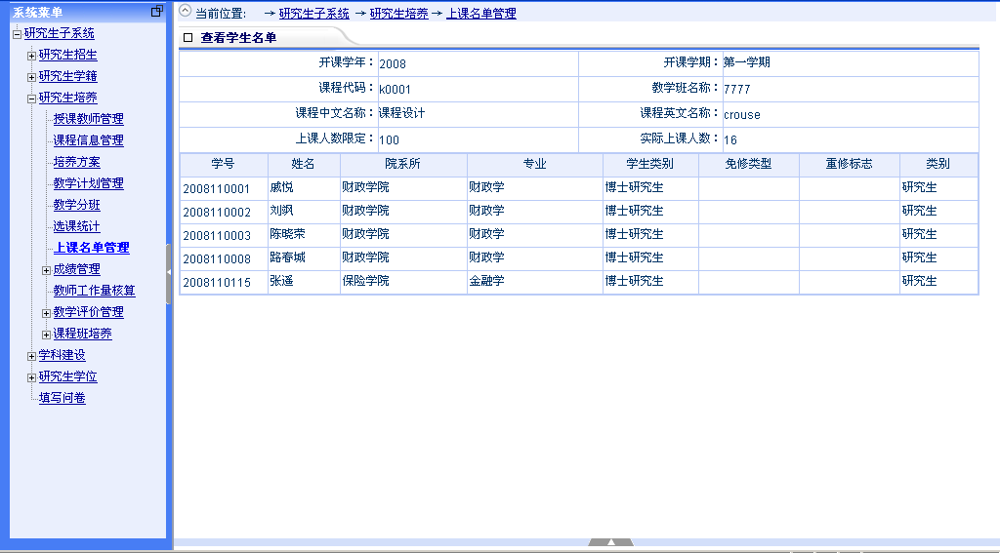 系统菜单
研究生子系统
研究生招生
研究生学籍
研究生培养
授课教师管理
课程信息管理
培养方案
教学计划管理
教学分班
选课统计
上课名单管理
成绩管理
教师工作量核算
教学评价管理
课程班培养
学科建设
研究生学位
填写问卷
当前位置: →研究生子系统 →研究生培养 →上课名单管理
查看学生名单
开课学年: 2008 开课学期: 第一学期
课程代码: k0001 教学班名称: 7777
课程中文名称: 课程设计 课程英文名称: crouse
上课人数限定: 100 实际上课人数: 16
学号 姓名 院系所 专业 学生类别 免修类型 重修标志 类别
2008110001 戚悦 财政学院 财政学 博士研究生 研究生
2008110002 刘飒 财政学院 财政学 博士研究生 研究生
2008110003 陈晓荣 财政学院 财政学 博士研究生 研究生
2008110008 路春城 财政学院 财政学 博士研究生 研究生
2008110115 张遥 保险学院 金融学 博士研究生 研究生